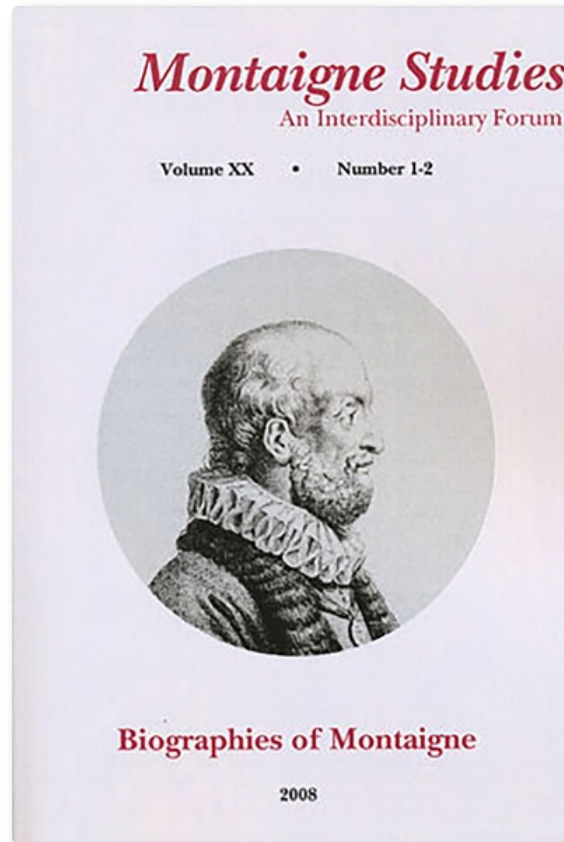 Montaigne Studies
An Interdisciplinary Forum
Volume XX • Number 1-2
Biographies of Montaigne
2008